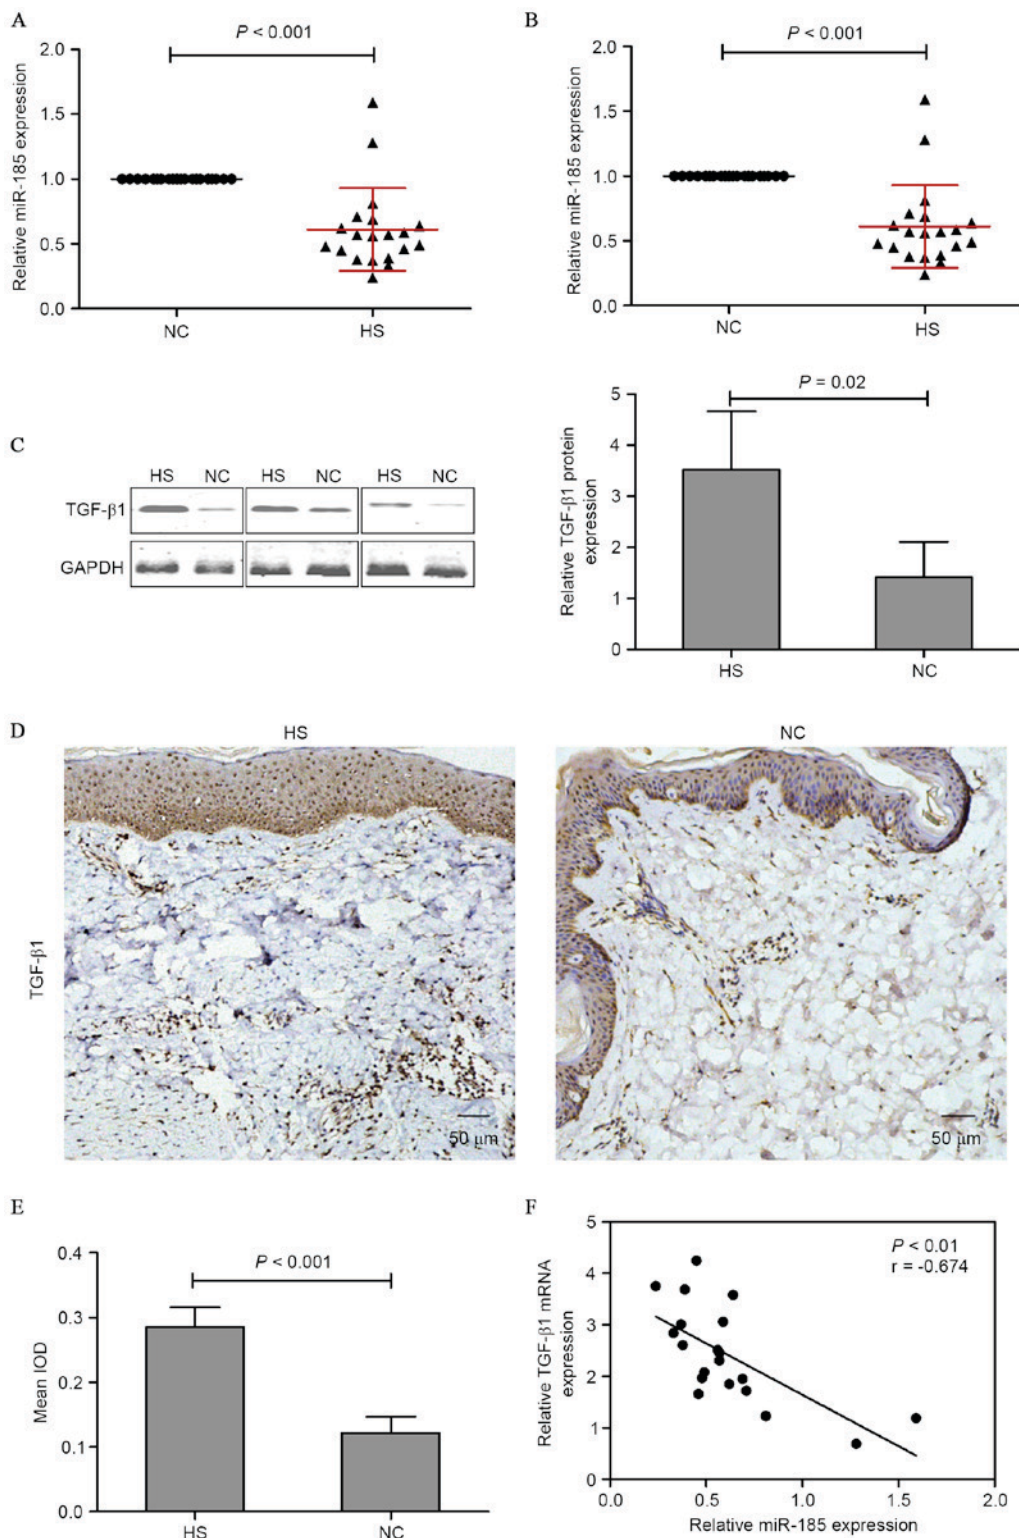 A
P < 0.001
Relative miR-185 expression
2.0
1.5
1.0
0.5
0.0
NC
HS
B
P < 0.001
Relative miR-185 expression
2.0
1.5
1.0
0.5
0.0
NC
HS
C
HS NC HS NC HS NC
TGF-β1
GAPDH
P = 0.02
Relative TGF-β1 protein
expression
5
4
3
2
1
0
HS
NC
D
HS
NC
TGF-β1
50 μm
50 μm
E
P < 0.001
Mean IOD
0.4
0.3
0.2
0.1
0.0
HS
NC
F
P < 0.01
r = -0.674
Relative TGF-β1 mRNA
expression
5
4
3
2
1
0
0.0 0.5 1.0 1.5 2.0
Relative miR-185 expression